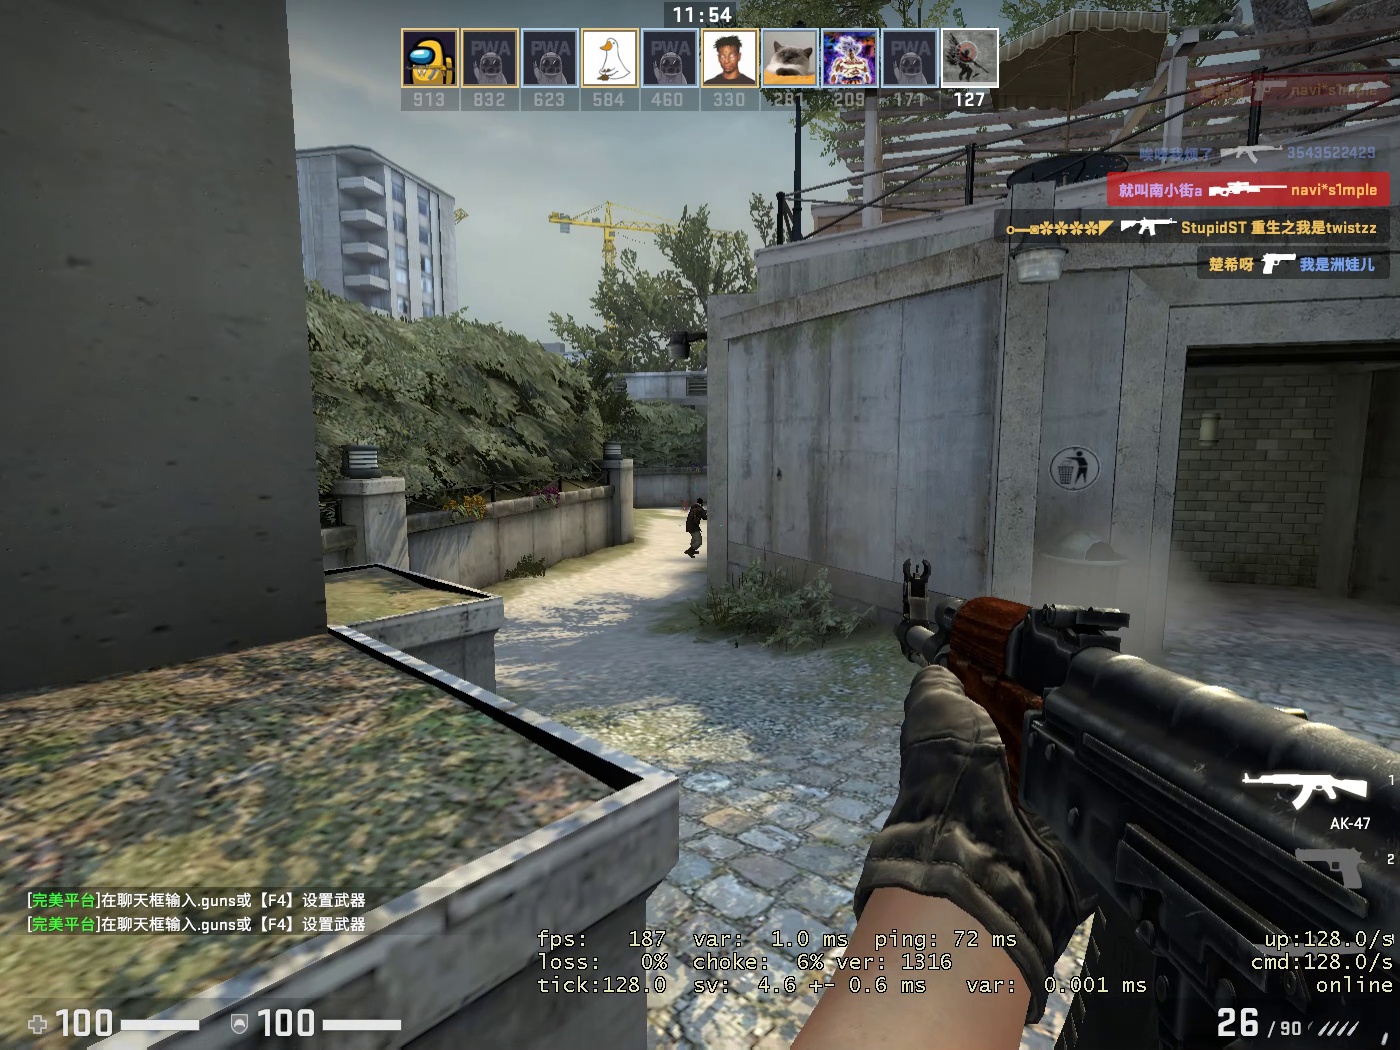 11:54
PWA PWA PWA PWA
913 832 623 584 460 330 281 209 171 127
navi*s1mple
3543522429
就叫南小街a navi*s1mple
StupidST 重生之我是twistzz
楚希呀 我是洲娃儿
1
AK-47
2
[完美平台]在聊天框输入.guns或【F4】设置武器
[完美平台]在聊天框输入.guns或【F4】设置武器
fps: 187 var: 1.0 ms ping: 72 ms
loss: 0% choke: 6% ver: 1316
tick:128.0 sv: 4.6 +- 0.6 ms var: 0.001 ms
up:128.0/s
cmd:128.0/s
online
100 100
26 / 90